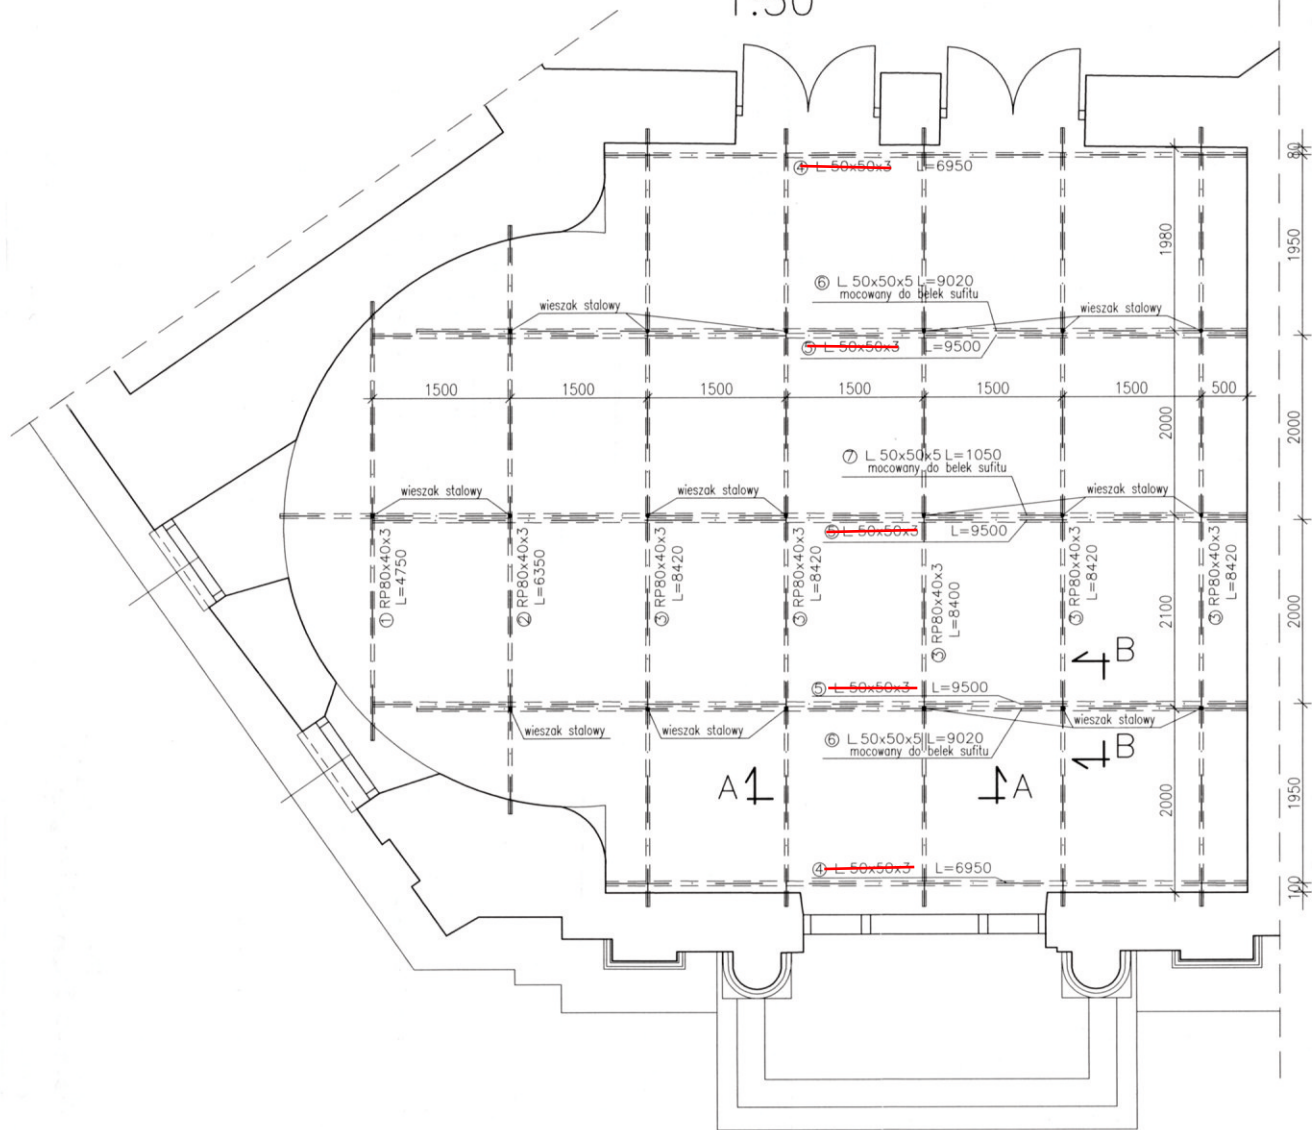 1:50
④ L 50x50x3 L=6950
80
1950
1980
⑥ L 50x50x5 L=9020
mocowany do belek sufitu
wieszak stalowy
wieszak stalowy
⑤ L 50x50x3 L=9500
1500
1500
1500
1500
1500
1500
500
2000
2000
⑦ L 50x50x5 L=1050
mocowany do belek sufitu
wieszak stalowy
wieszak stalowy
wieszak stalowy
L 50x50x3 L=9500
① RP80x40x3
L=4750
② RP80x40x3
L=6350
③ RP80x40x3
L=8420
③ RP80x40x3
L=8420
③ RP80x40x3
L=8400
③ RP80x40x3
L=8420
③ RP80x40x3
L=8420
2100
2000
B
⑤ L 50x50x3 L=9500
wieszak stalowy
wieszak stalowy
wieszak stalowy
⑥ L 50x50x5 L=9020
mocowany do belek sufitu
B
A
A
2000
1950
④ L 50x50x3 L=6950
100